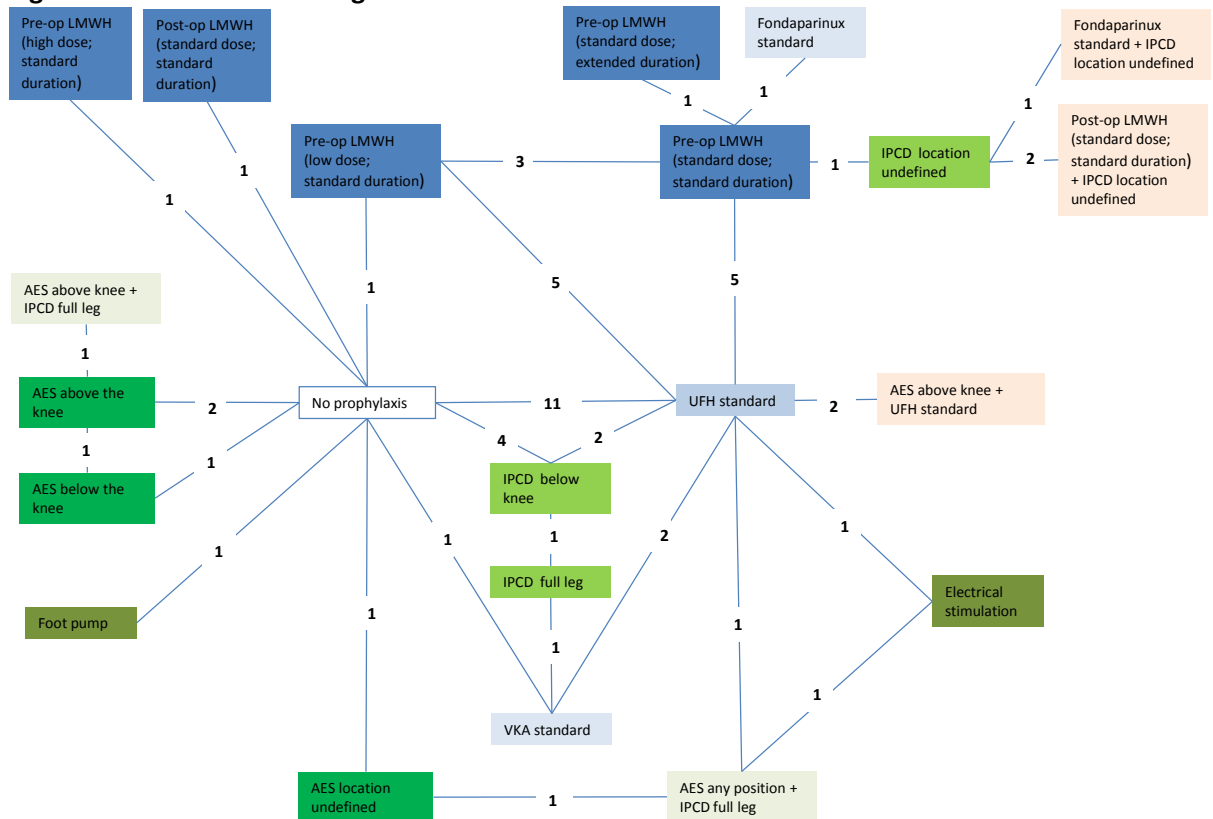 Pre-op LMWH
(high dose;
standard
duration)
Post-op LMWH
(standard dose;
standard
duration)
Pre-op LMWH
(standard dose;
extended duration)
Fondaparinux
standard
Fondaparinux
standard + IPCD
location undefined
1
1
1
Pre-op LMWH
(low dose;
standard duration)
3
Pre-op LMWH
(standard dose;
standard duration)
1
IPCD location
undefined
2
Post-op LMWH
(standard dose;
standard duration)
+ IPCD location
undefined
1
1
1
5
5
AES above knee +
IPCD full leg
1
AES above the
knee
2
No prophylaxis
11
UFH standard
2
AES above knee +
UFH standard
1
1
4
2
AES below the
knee
IPCD below
knee
1
1
1
2
1
IPCD full leg
Electrical
stimulation
Foot pump
1
1
1
1
VKA standard
AES location
undefined
1
AES any position +
IPCD full leg